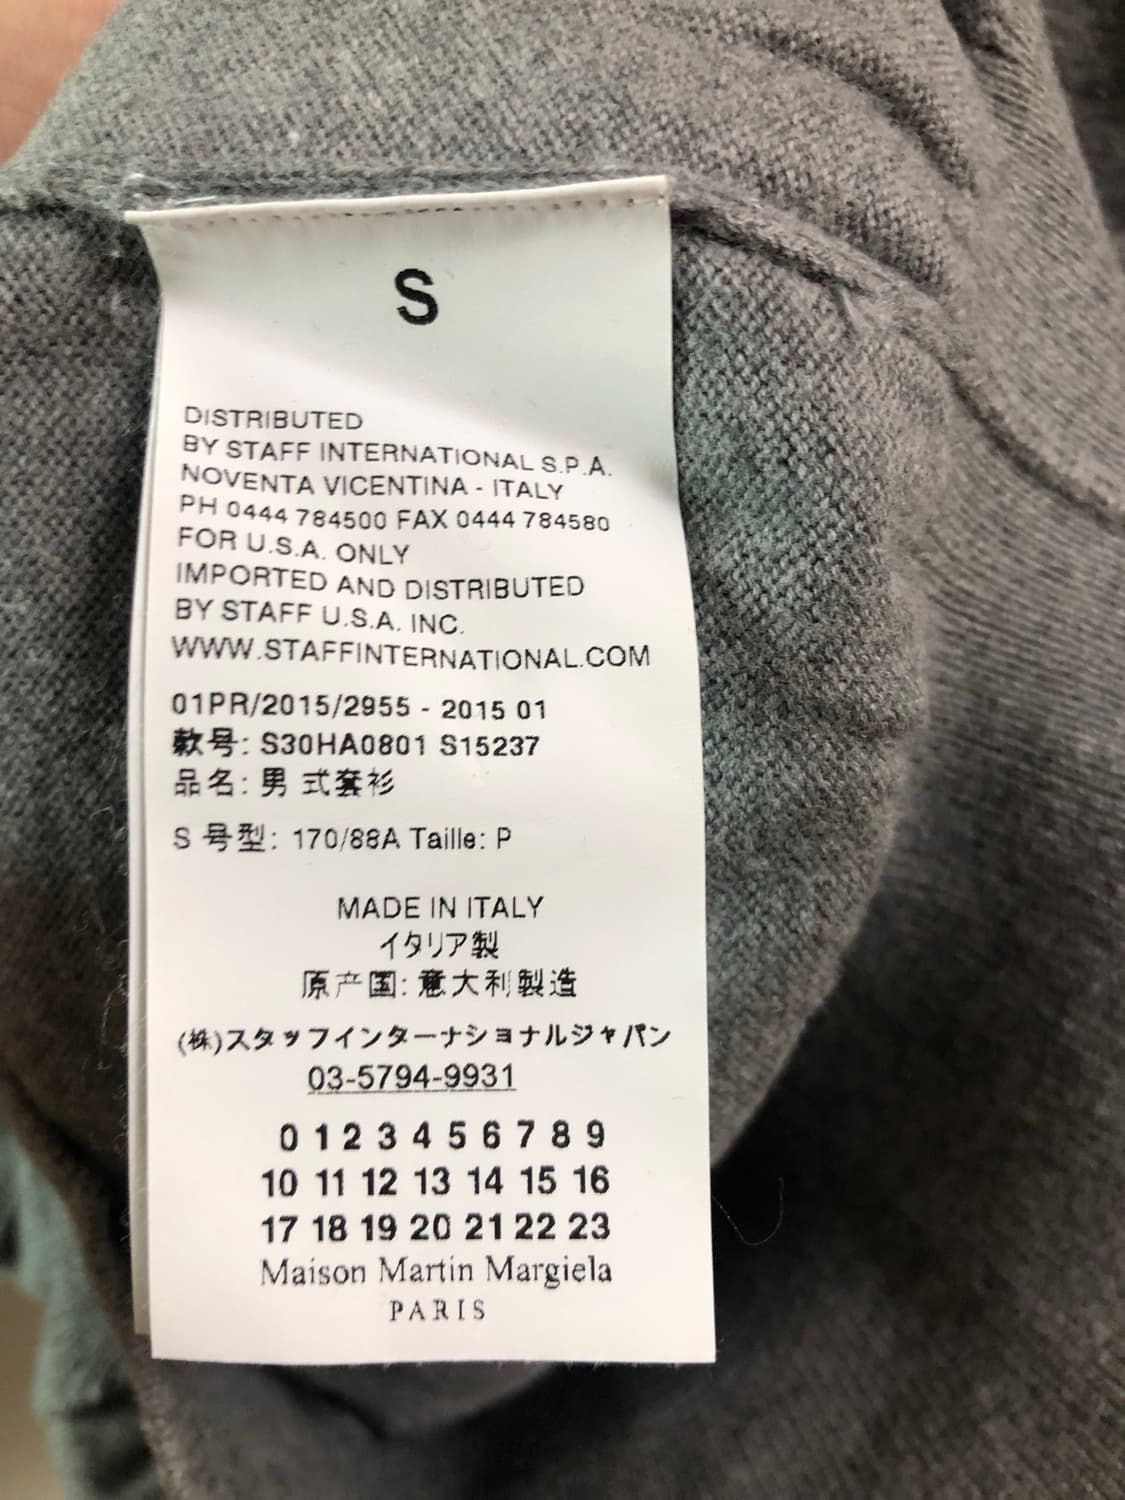 S
DISTRIBUTED
BY STAFF INTERNATIONAL S.P.A.
NOVENTA VICENTINA - ITALY
PH 0444 784500 FAX 0444 784580
FOR U.S.A. ONLY
IMPORTED AND DISTRIBUTED
BY STAFF U.S.A. INC.
WWW.STAFFINTERNATIONAL.COM
01PR/2015/2955 - 2015 01
款号: S30HA0801 S15237
品名: 男 式套衫
S 号型: 170/88A Taille: P
MADE IN ITALY
イタリア製
原产国: 意大利製造
(株)スタッフインターナショナルジャパン
03-5794-9931
0 1 2 3 4 5 6 7 8 9
10 11 12 13 14 15 16
17 18 19 20 21 22 23
Maison Martin Margiela
PARIS